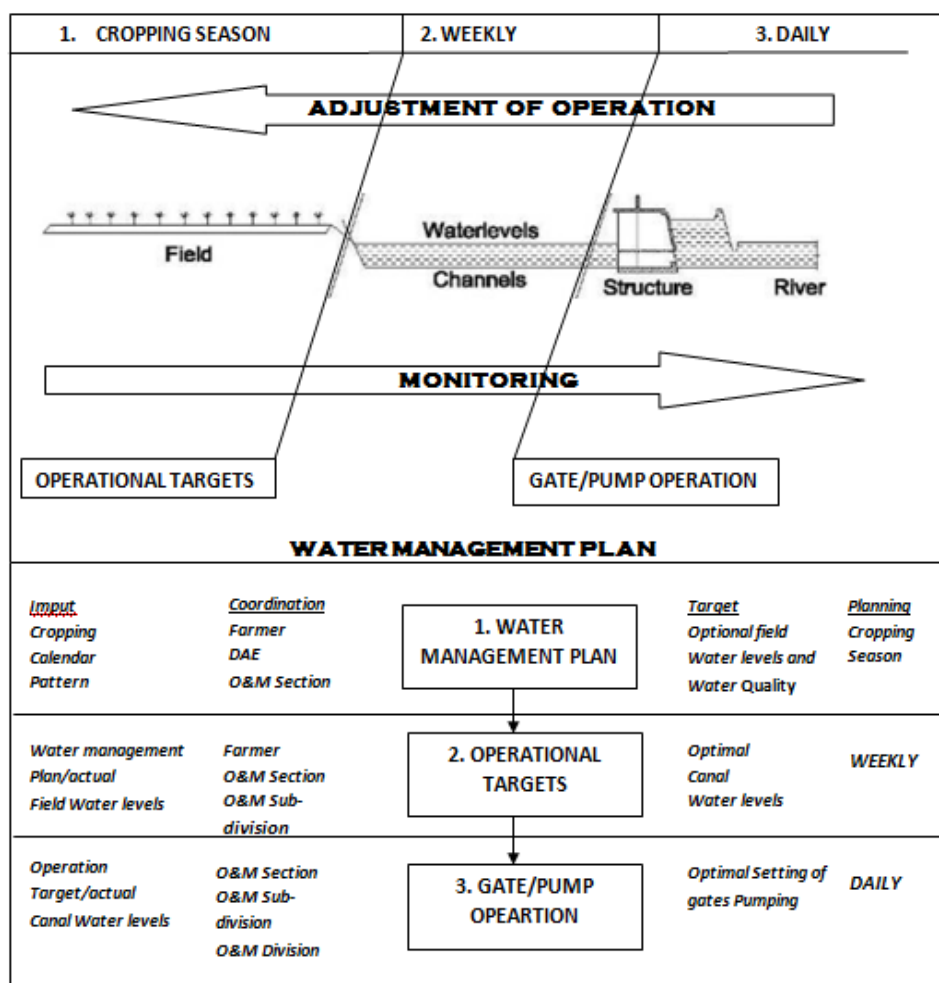 1. CROPPING SEASON 2. WEEKLY 3. DAILY
ADJUSTMENT OF OPERATION
Field
Waterlevels
Channels
Structure
River
MONITORING
OPERATIONAL TARGETS
GATE/PUMP OPERATION
WATER MANAGEMENT PLAN
Imput
Cropping
Calendar
Pattern
Coordination
Farmer
DAE
O&M Section
1. WATER
MANAGEMENT PLAN
Target
Optional field
Water levels and
Water Quality
Planning
Cropping
Season
Water management
Plan/actual
Field Water levels
Farmer
O&M Section
O&M Sub-
division
2. OPERATIONAL
TARGETS
Optimal
Canal
Water levels
WEEKLY
Operation
Target/actual
Canal Water levels
O&M Section
O&M Sub-
division
O&M Division
3. GATE/PUMP
OPEARTION
Optimal Setting of
gates Pumping
DAILY